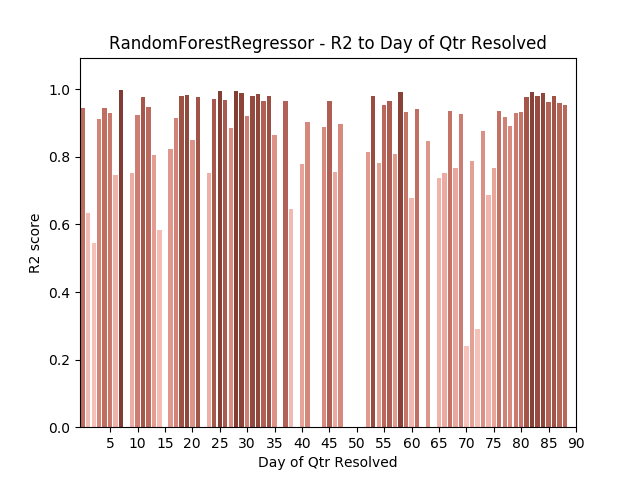 RandomForestRegressor - R2 to Day of Qtr Resolved
1.0
0.8
0.6
0.4
0.2
0.0
R2 score
5 10 15 20 25 30 35 40 45 50 55 60 65 70 75 80 85 90
Day of Qtr Resolved